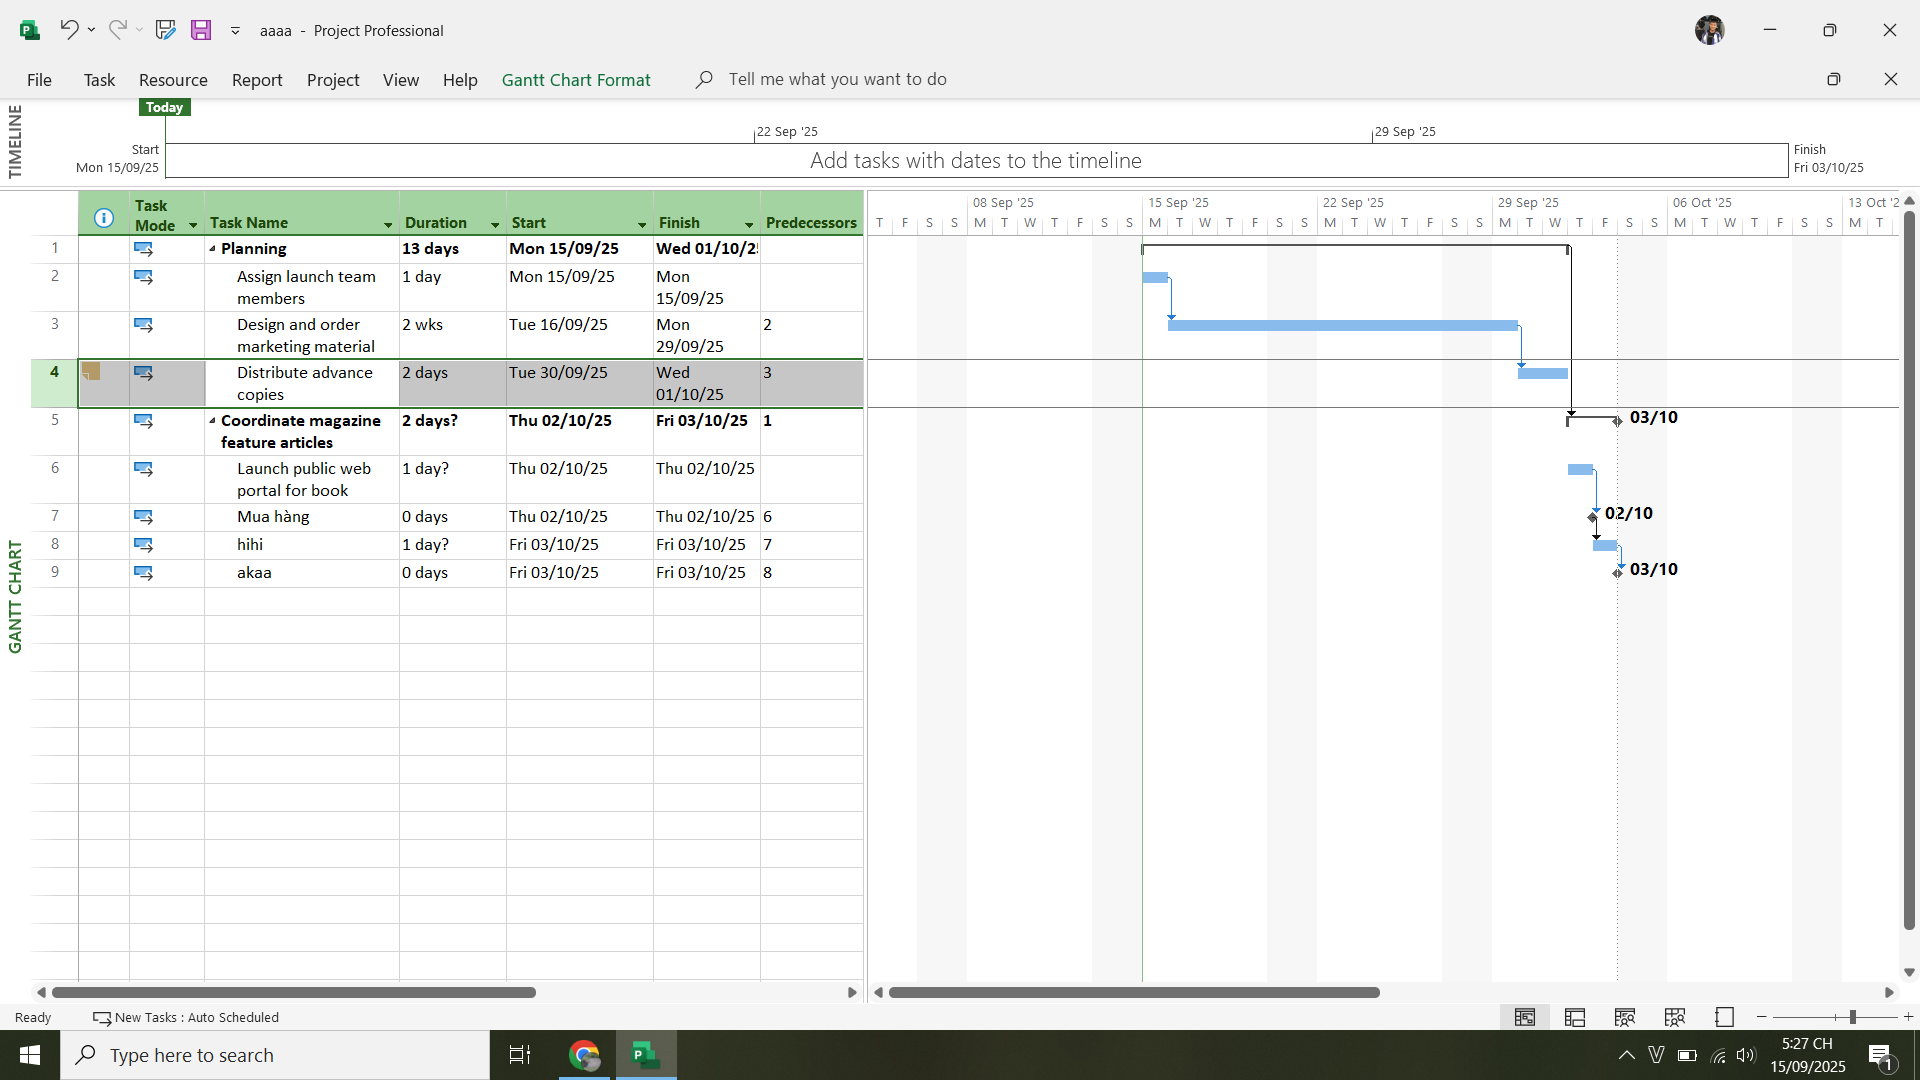 aaaa - Project Professional
File Task Resource Report Project View Help Gantt Chart Format Tell me what you want to do
TIMELINE
Today
22 Sep '25 29 Sep '25
Start
Mon 15/09/25
Add tasks with dates to the timeline
Finish
Fri 03/10/25
GANTT CHART
Task Mode Task Name Duration Start Finish Predecessors
1 Planning 13 days Mon 15/09/25 Wed 01/10/2
2 Assign launch team members 1 day Mon 15/09/25 Mon 15/09/25
3 Design and order marketing material 2 wks Tue 16/09/25 Mon 29/09/25 2
4 Distribute advance copies 2 days Tue 30/09/25 Wed 01/10/25 3
5 Coordinate magazine feature articles 2 days? Thu 02/10/25 Fri 03/10/25 1
6 Launch public web portal for book 1 day? Thu 02/10/25 Thu 02/10/25
7 Mua hàng 0 days Thu 02/10/25 Thu 02/10/25 6
8 hihi 1 day? Fri 03/10/25 Fri 03/10/25 7
9 akaa 0 days Fri 03/10/25 Fri 03/10/25 8
08 Sep '25 15 Sep '25 22 Sep '25 29 Sep '25 06 Oct '25 13 Oct '2
T F S S M T W T F S S M T W T F S S M T W T F S S M T W T F S S M T W T F S S M T
03/10
02/10
03/10
Ready New Tasks : Auto Scheduled
Type here to search
5:27 CH
15/09/2025
1